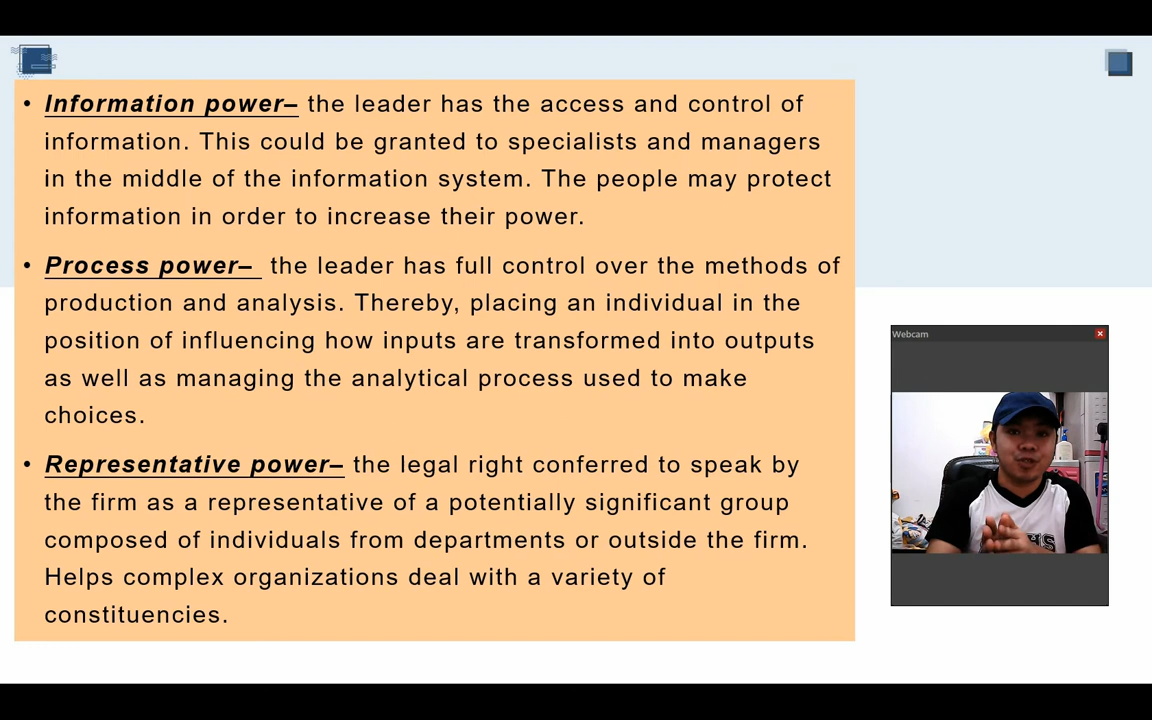 • Information power– the leader has the access and control of
information. This could be granted to specialists and managers
in the middle of the information system. The people may protect
information in order to increase their power.
• Process power– the leader has full control over the methods of
production and analysis. Thereby, placing an individual in the
position of influencing how inputs are transformed into outputs
as well as managing the analytical process used to make
choices.
• Representative power– the legal right conferred to speak by
the firm as a representative of a potentially significant group
composed of individuals from departments or outside the firm.
Helps complex organizations deal with a variety of
constituencies.
Webcam